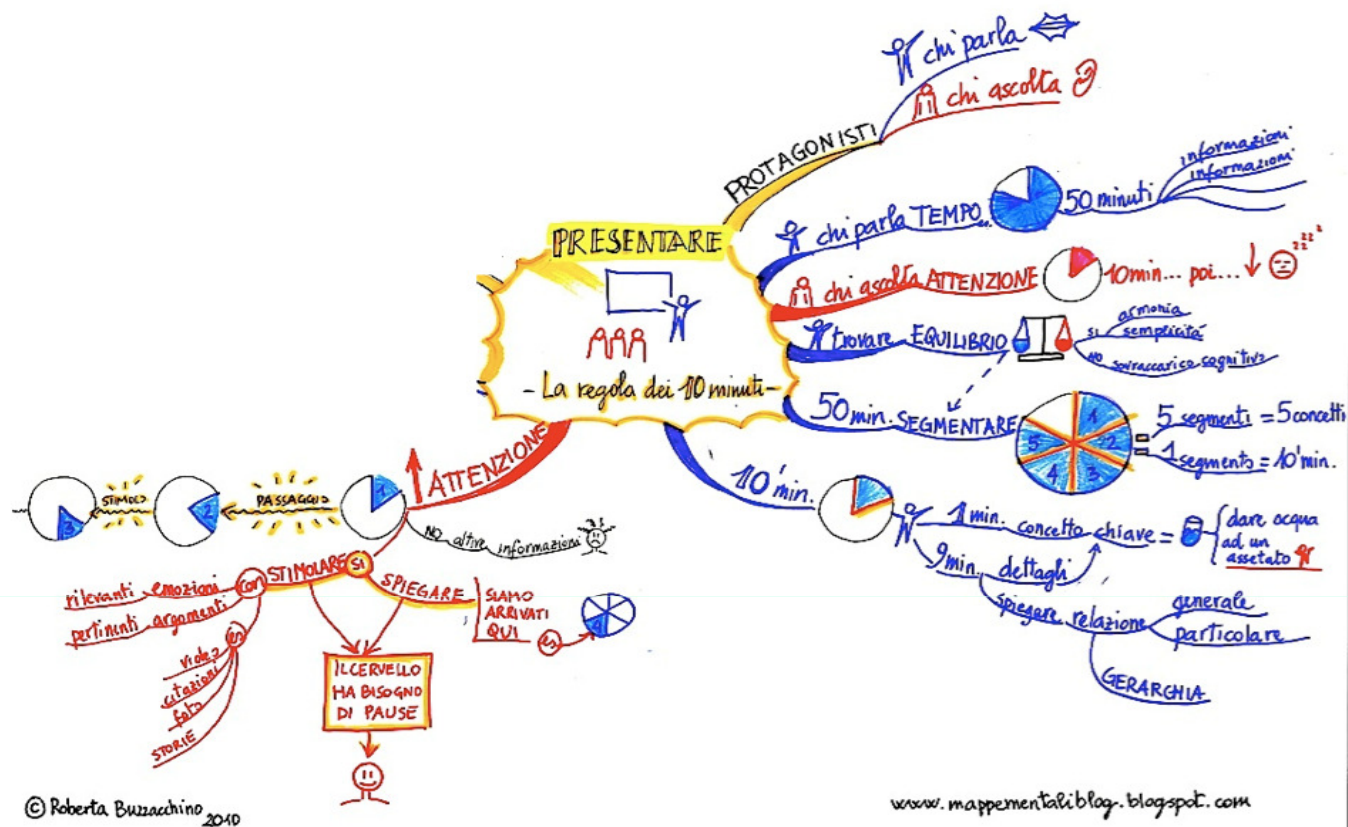 PRESENTARE
- La regola dei 10 minuti -
PROTAGONISTI
chi parla
chi ascolta
chi parla TEMPO
50 minuti
informazioni
informazioni
chi ascolta ATTENZIONE
10 min... poi...
zzzzz
trovare EQUILIBRIO
SI
armonia
semplicità
NO
sovraccarico cognitivo
50 min. SEGMENTARE
1
2
3
4
5
=
5 segmenti = 5 concetti
1 segmento = 10' min.
10' min.
1 min. concetto chiave =
dare acqua
ad un
assetato
9 min. dettagli
spiegare relazione
generale
particolare
GERARCHIA
ATTENZIONE
1
PASSAGGIO
2
STIMOLO
3
NO altre informazioni
SI
STIMOLARE
con
emozioni rilevanti
argomenti pertinenti
es
video
citazioni
foto
STORIE
SPIEGARE
SIAMO
ARRIVATI
QUI
es
4
IL CERVELLO
HA BISOGNO
DI PAUSE
© Roberta Buzzacchino
2010
www.mappementaliblog.blogspot.com